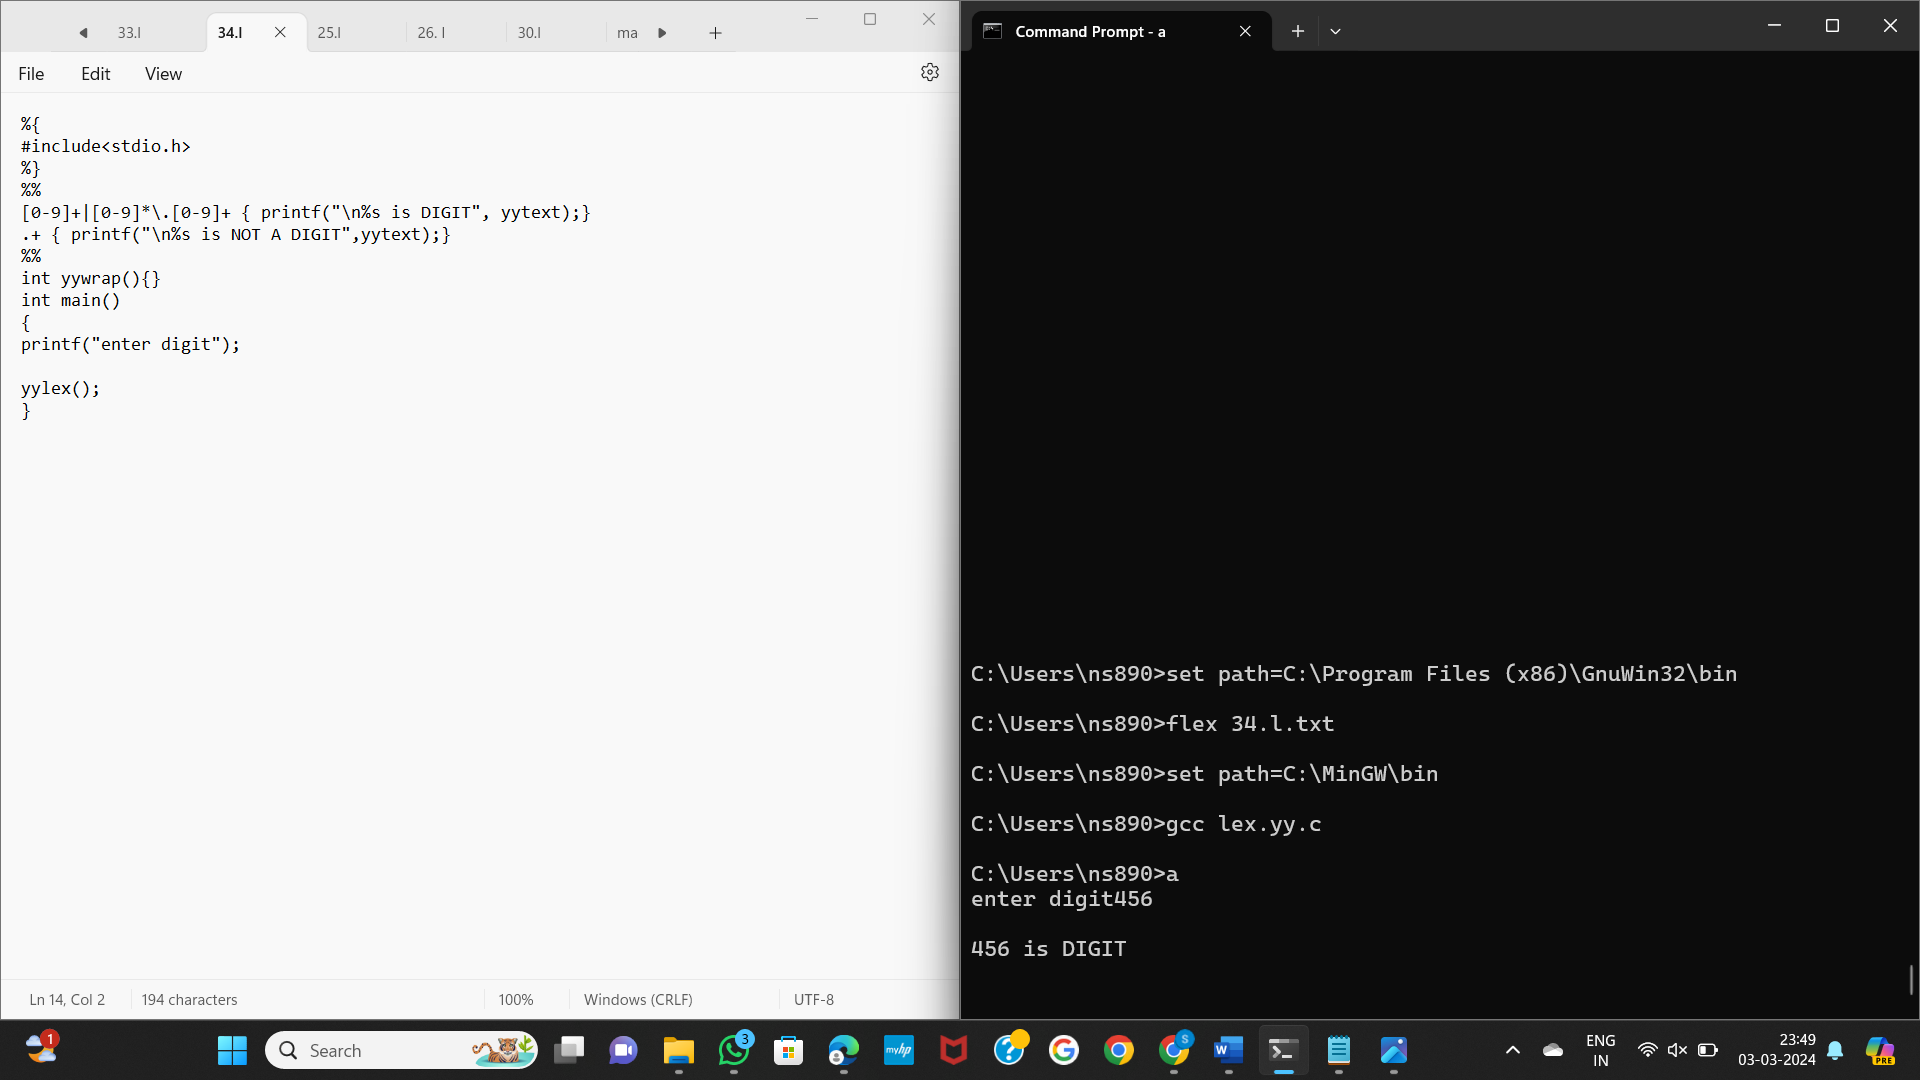 33.l
34.l
25.l
26. l
30.l
ma
File
Edit
View
%{
#include<stdio.h>
%}
%%
[0-9]+|[0-9]*\.[0-9]+ { printf("\n%s is DIGIT", yytext);}
.+ { printf("\n%s is NOT A DIGIT",yytext);}
%%
int yywrap(){}
int main()
{
printf("enter digit");
yylex();
}
Ln 14, Col 2
194 characters
100%
Windows (CRLF)
UTF-8
Command Prompt - a
C:\Users\ns890>set path=C:\Program Files (x86)\GnuWin32\bin
C:\Users\ns890>flex 34.l.txt
C:\Users\ns890>set path=C:\MinGW\bin
C:\Users\ns890>gcc lex.yy.c
C:\Users\ns890>a
enter digit456
456 is DIGIT
1
Search
3
myhp
S
W
ENG
IN
23:49
03-03-2024
PRE